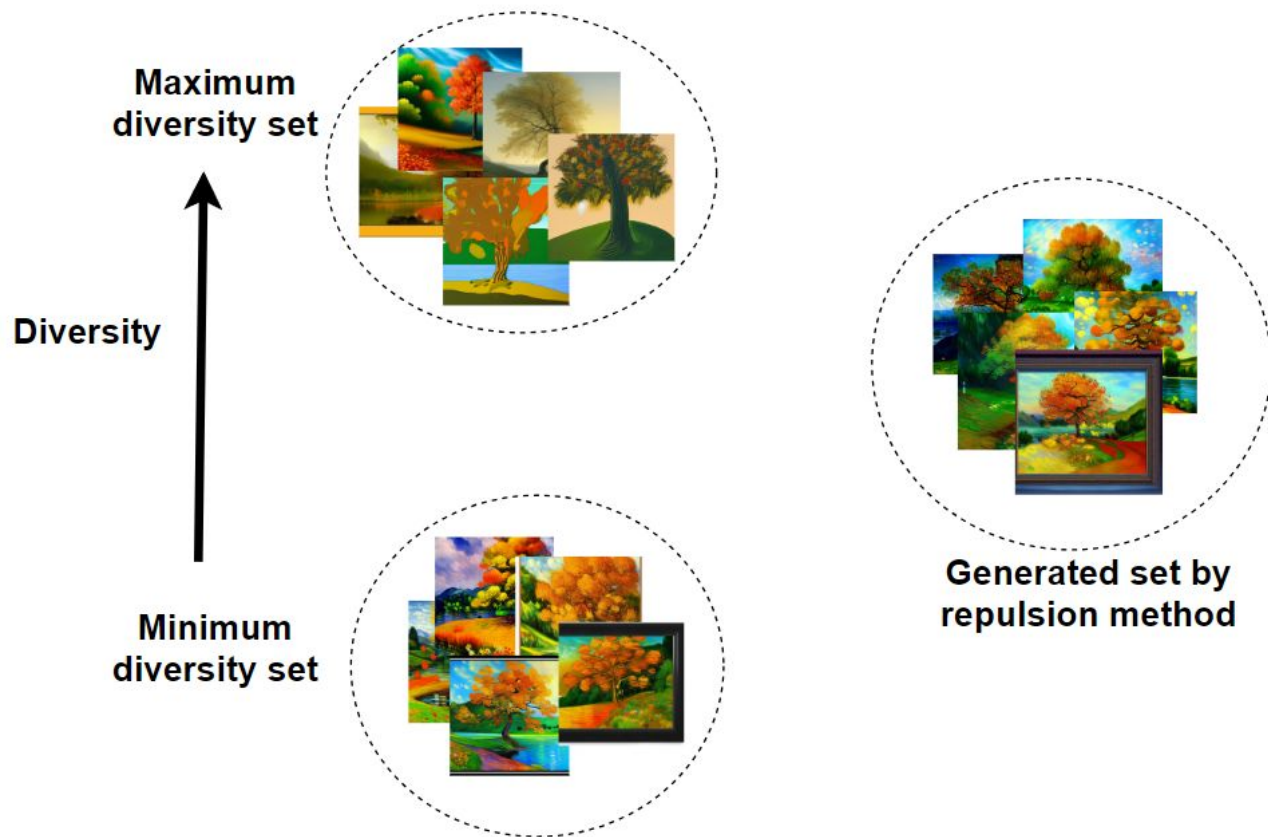 Maximum
diversity set
Diversity
Minimum
diversity set
Generated set by
repulsion method